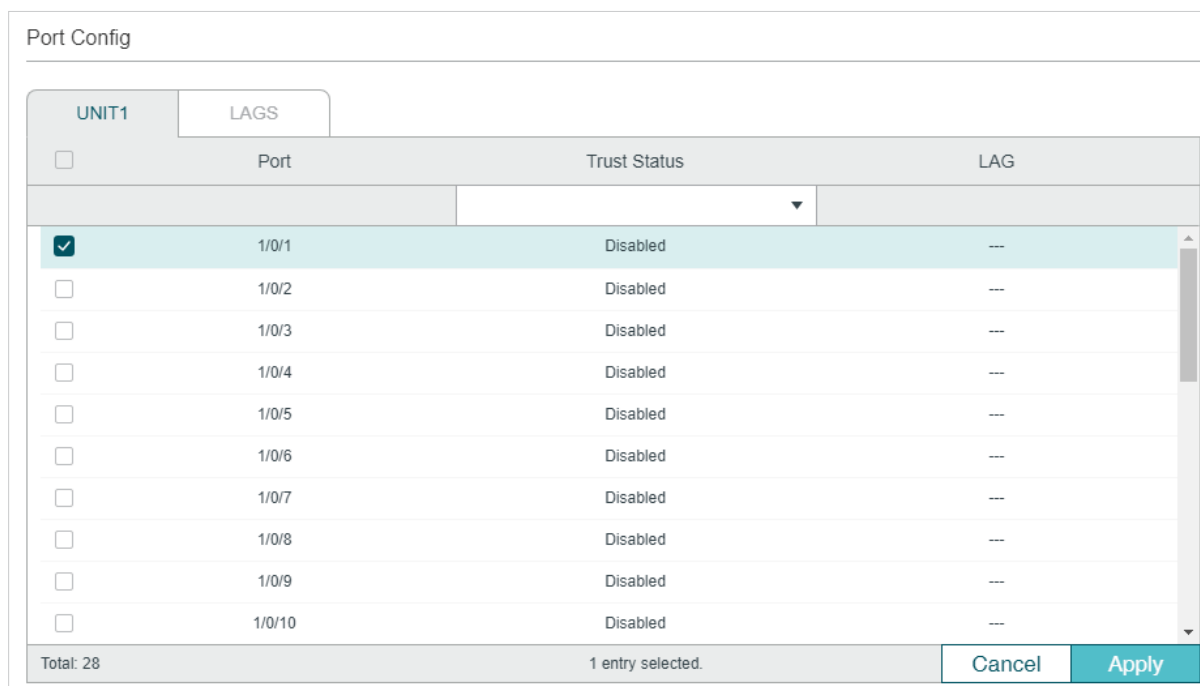 Port Config
UNIT1 LAGS
Port Trust Status LAG
1/0/1 Disabled ---
1/0/2 Disabled ---
1/0/3 Disabled ---
1/0/4 Disabled ---
1/0/5 Disabled ---
1/0/6 Disabled ---
1/0/7 Disabled ---
1/0/8 Disabled ---
1/0/9 Disabled ---
1/0/10 Disabled ---
Total: 28 1 entry selected. Cancel Apply